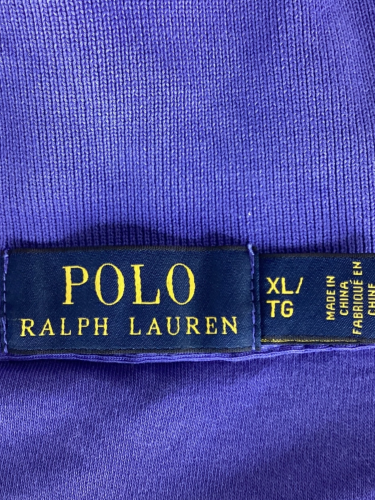 POLO
RALPH LAUREN
XL/
TG
MADE IN
CHINA
FABRIQUÉ EN
CHINE